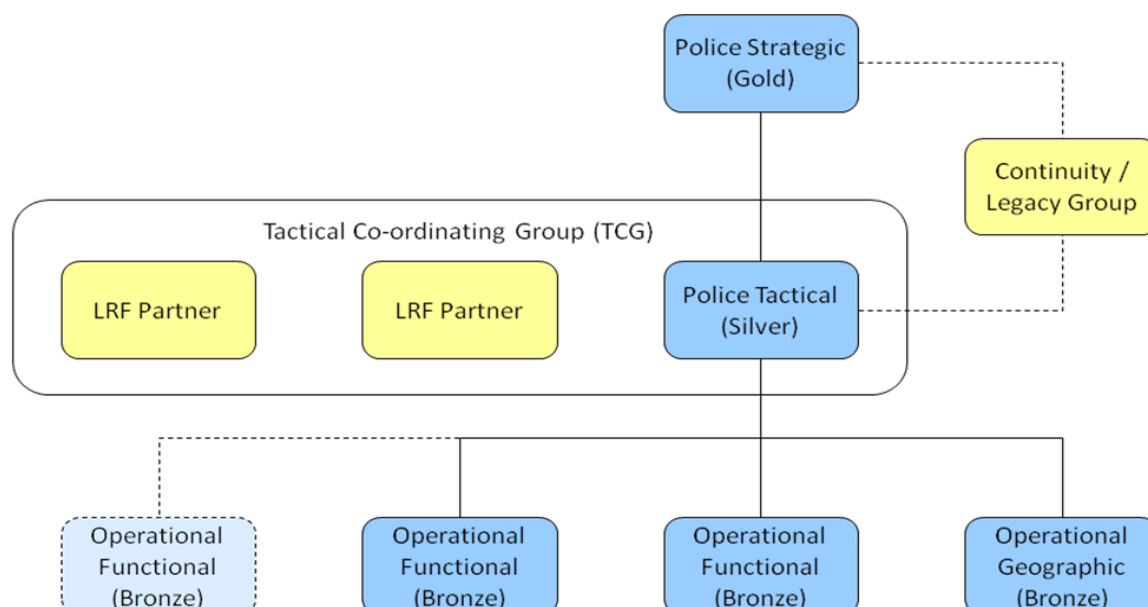 Police Strategic
(Gold)
Continuity /
Legacy Group
Tactical Co-ordinating Group (TCG)
LRF Partner
LRF Partner
Police Tactical
(Silver)
Operational
Functional
(Bronze)
Operational
Functional
(Bronze)
Operational
Functional
(Bronze)
Operational
Geographic
(Bronze)